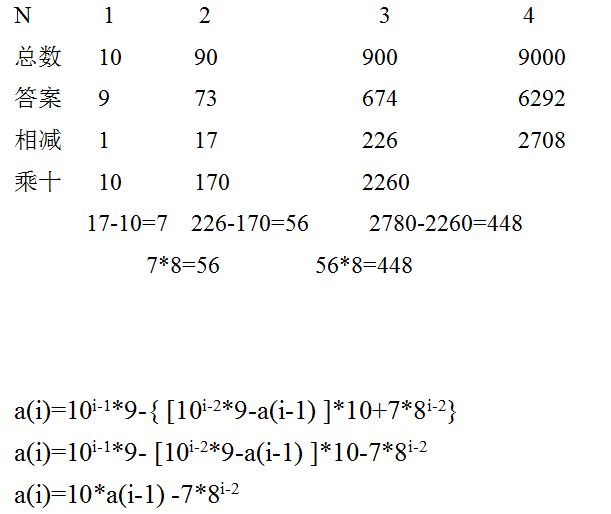 N 1 2 3 4
总数 10 90 900 9000
答案 9 73 674 6292
相减 1 17 226 2708
乘十 10 170 2260
17-10=7 226-170=56 2780-2260=448
7*8=56 56*8=448
a(i)=10^{i-1}*9-{ [10^{i-2}*9-a(i-1) ]*10+7*8^{i-2}}
a(i)=10^{i-1}*9- [10^{i-2}*9-a(i-1) ]*10-7*8^{i-2}
a(i)=10*a(i-1) -7*8^{i-2}